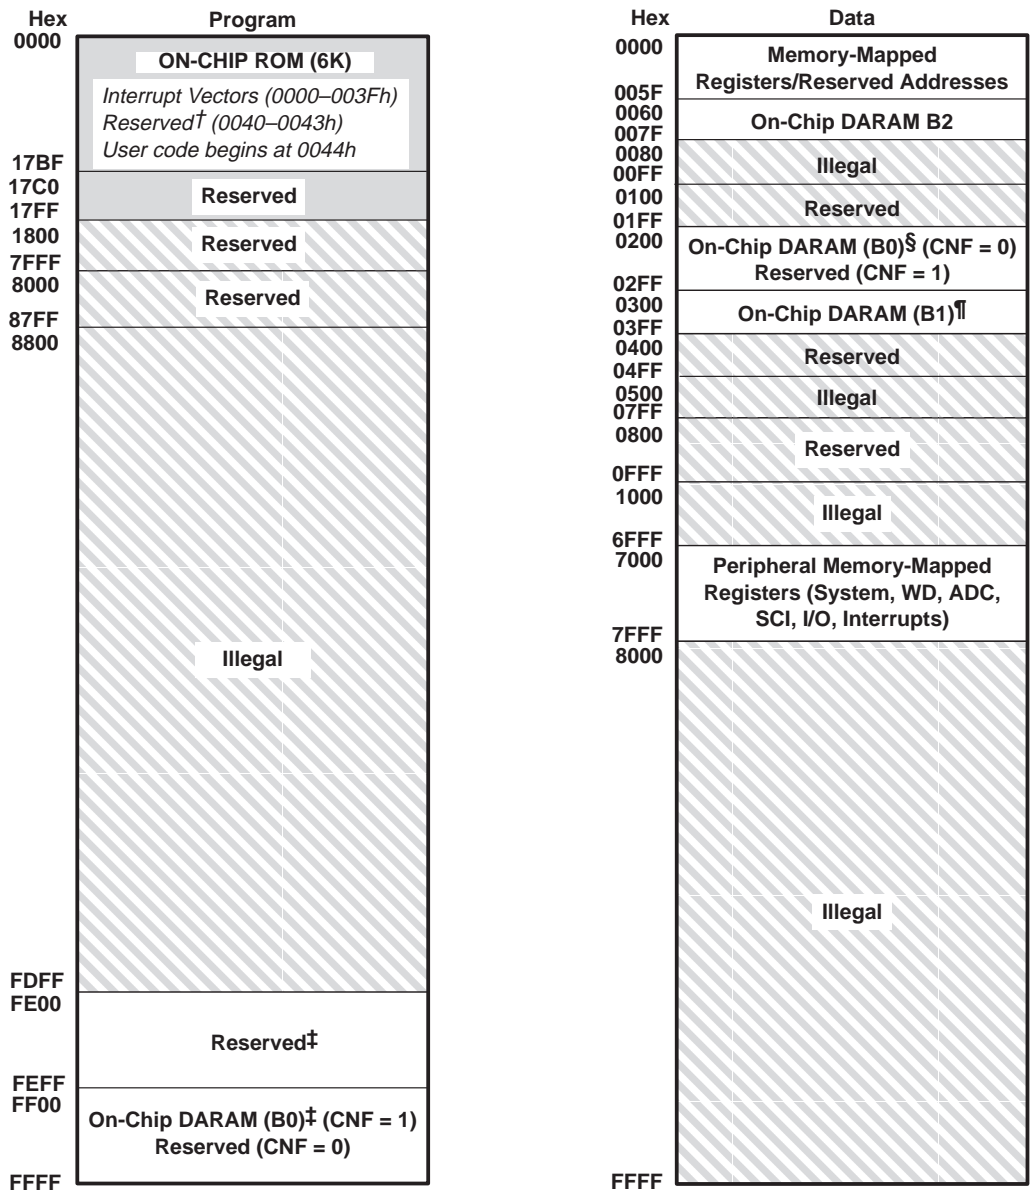 Hex
Program
0000
ON-CHIP ROM (6K)
Interrupt Vectors (0000–003Fh)
Reserved† (0040–0043h)
User code begins at 0044h
17BF
17C0
Reserved
17FF
1800
Reserved
7FFF
8000
Reserved
87FF
8800
Illegal
FDFF
FE00
Reserved‡
FEFF
FF00
On-Chip DARAM (B0)‡ (CNF = 1)
Reserved (CNF = 0)
FFFF
Hex
Data
0000
Memory-Mapped
Registers/Reserved Addresses
005F
0060
On-Chip DARAM B2
007F
0080
Illegal
00FF
0100
Reserved
01FF
0200
On-Chip DARAM (B0)§ (CNF = 0)
Reserved (CNF = 1)
02FF
0300
On-Chip DARAM (B1)¶
03FF
0400
Reserved
04FF
0500
Illegal
07FF
0800
Reserved
0FFF
1000
Illegal
6FFF
7000
Peripheral Memory-Mapped
Registers (System, WD, ADC,
SCI, I/O, Interrupts)
7FFF
8000
Illegal
FFFF